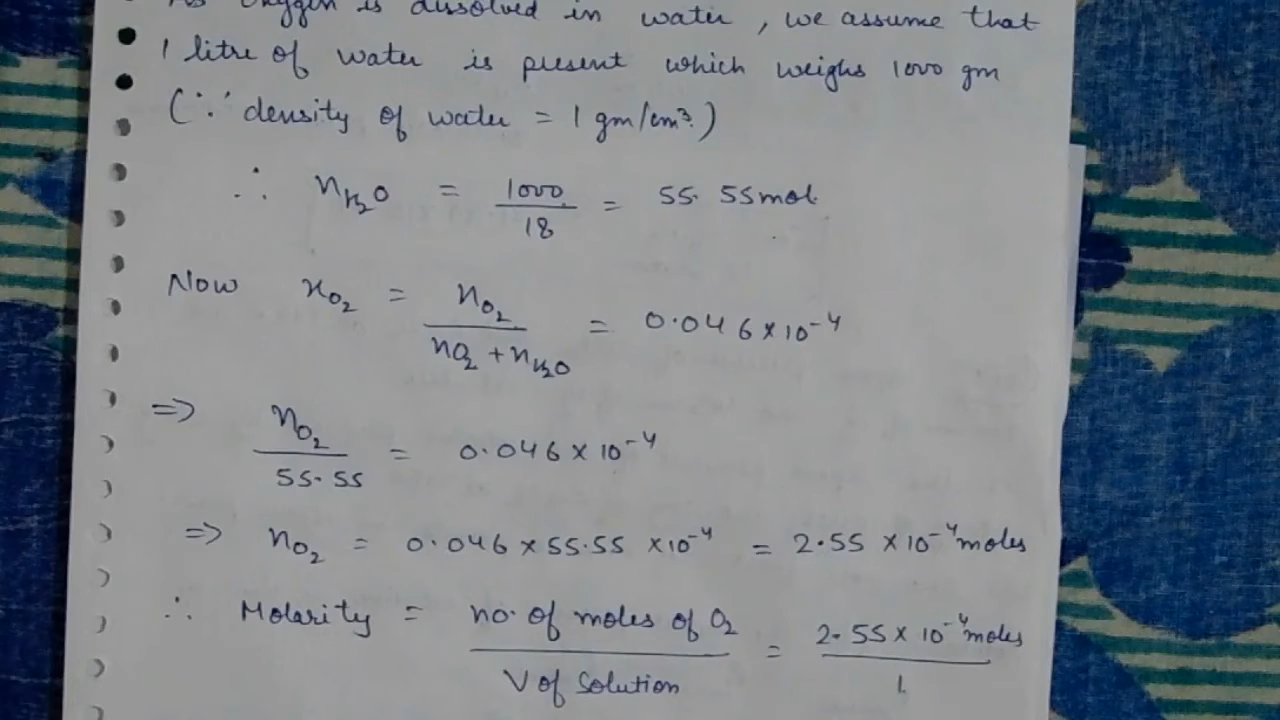 As oxygen is dissolved in water, we assume that
1 litre of water is present which weighs 1000 gm
(∵ density of water = 1 gm/cm³.)
∴ nH₂O = 1000/18 = 55.55 mol
Now xO₂ = nO₂/(nO₂ + nH₂O) = 0.046 × 10⁻⁴
⇒ nO₂/55.55 = 0.046 × 10⁻⁴
⇒ nO₂ = 0.046 × 55.55 × 10⁻⁴ = 2.55 × 10⁻⁴ moles
∴ Molarity = no. of moles of O₂/V of solution = 2.55 × 10⁻⁴ moles/1